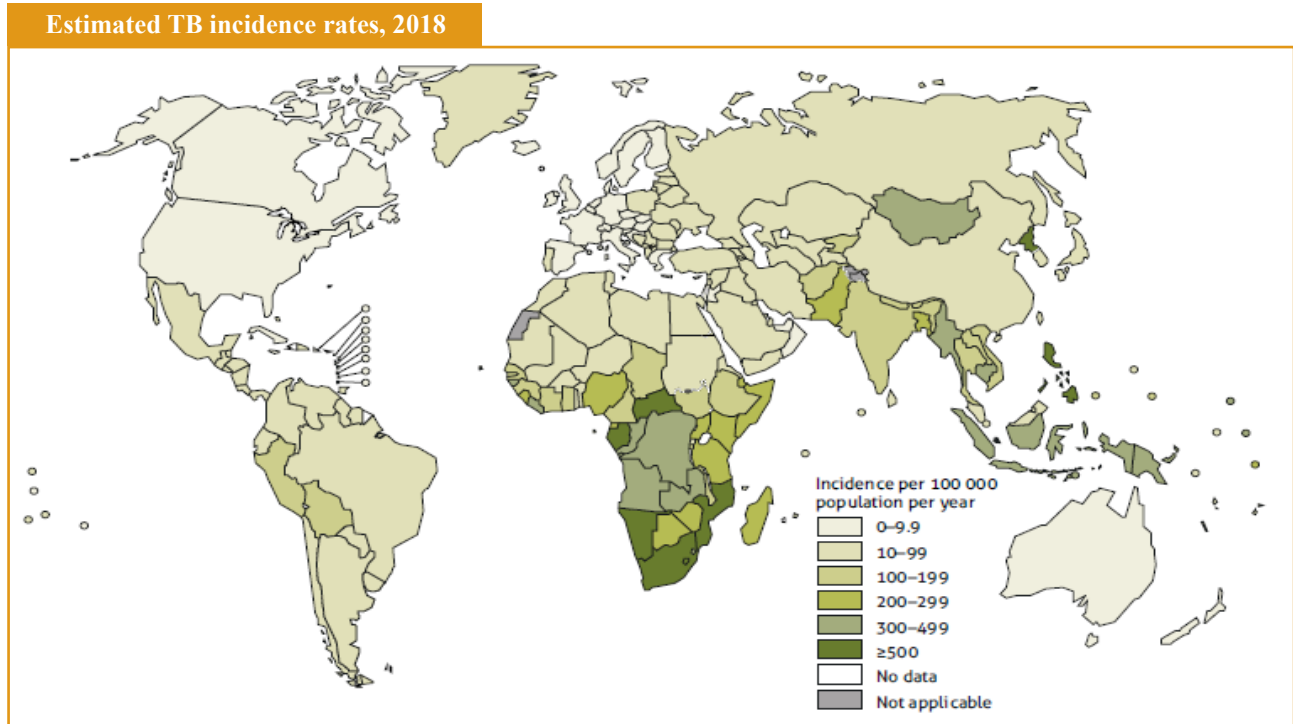 Estimated TB incidence rates, 2018
Incidence per 100 000
population per year
0–9.9
10–99
100–199
200–299
300–499
≥500
No data
Not applicable